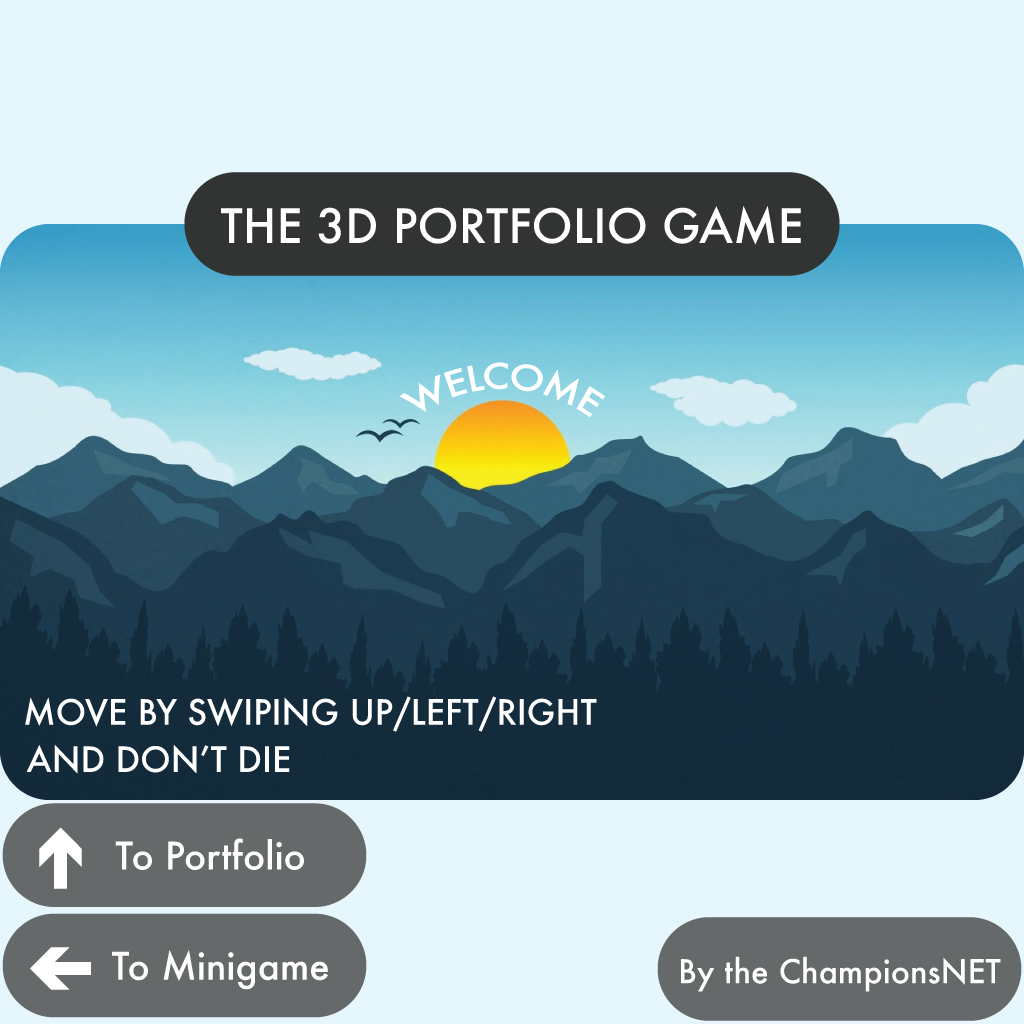 THE 3D PORTFOLIO GAME
WELCOME
MOVE BY SWIPING UP/LEFT/RIGHT
AND DON’T DIE
To Portfolio
To Minigame
By the ChampionsNET